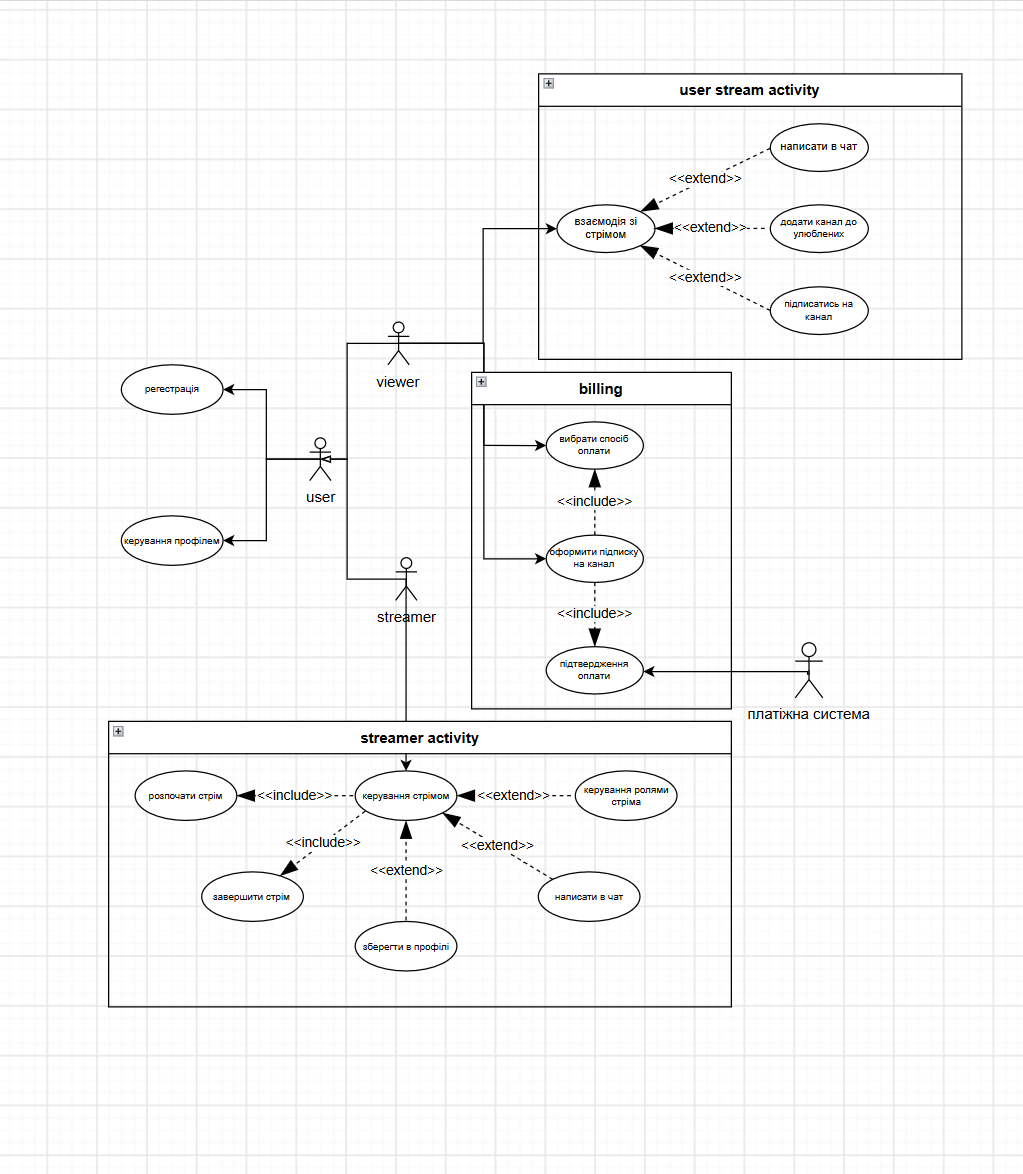 user stream activity
написати в чат
<<extend>>
взаємодія зі
стрімом
<<extend>>
додати канал до
улюблених
<<extend>>
підписатись на
канал
viewer
регестрація
user
керування профілем
billing
вибрати спосіб
оплати
<<include>>
оформити підписку
на канал
<<include>>
підтвердження
оплати
streamer
платіжна система
streamer activity
розпочати стрім
<<include>>
керування стрімом
<<extend>>
керування ролями
стріма
<<include>>
<<extend>>
<<extend>>
завершити стрім
написати в чат
зберегти в профілі